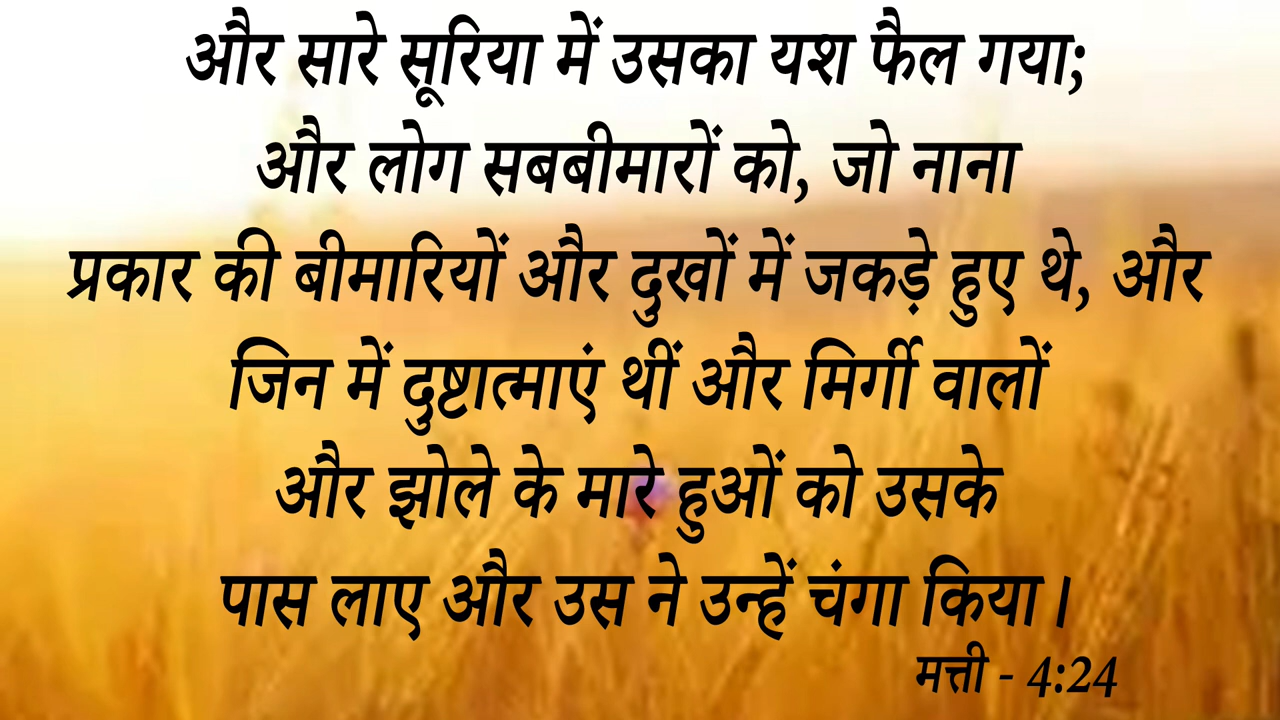 और सारे सूरिया में उसका यश फैल गया;
और लोग सबबीमारों को, जो नाना
प्रकार की बीमारियों और दुखों में जकड़े हुए थे, और
जिन में दुष्टात्माएं थीं और मिर्गी वालों
और झोले के मारे हुओं को उसके
पास लाए और उस ने उन्हें चंगा किया।
मत्ती - 4:24